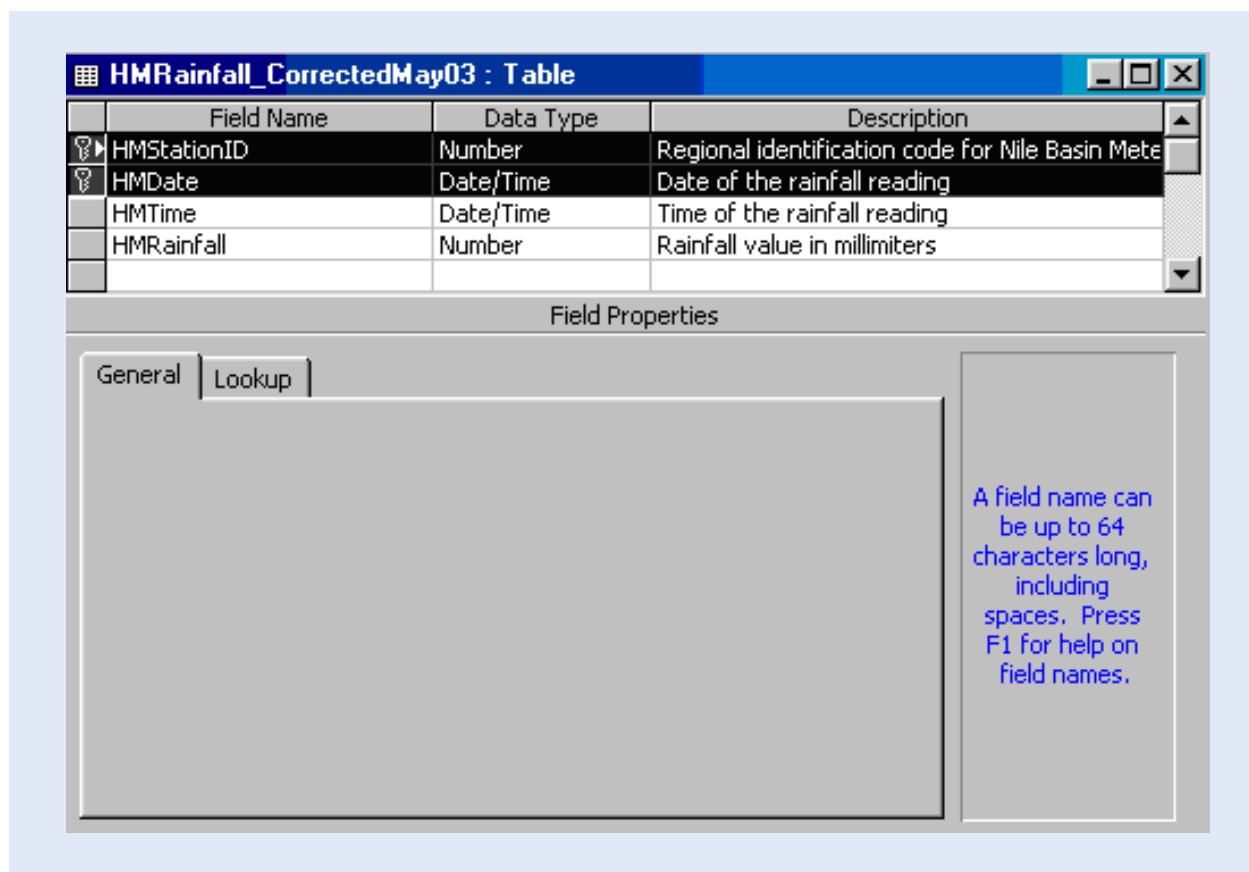 HMRainfall_CorrectedMay03 : Table
Field Name Data Type Description
HMStationID Number Regional identification code for Nile Basin Mete
HMDate Date/Time Date of the rainfall reading
HMTime Date/Time Time of the rainfall reading
HMRainfall Number Rainfall value in millimiters
Field Properties
General Lookup
A field name can
be up to 64
characters long,
including
spaces. Press
F1 for help on
field names.